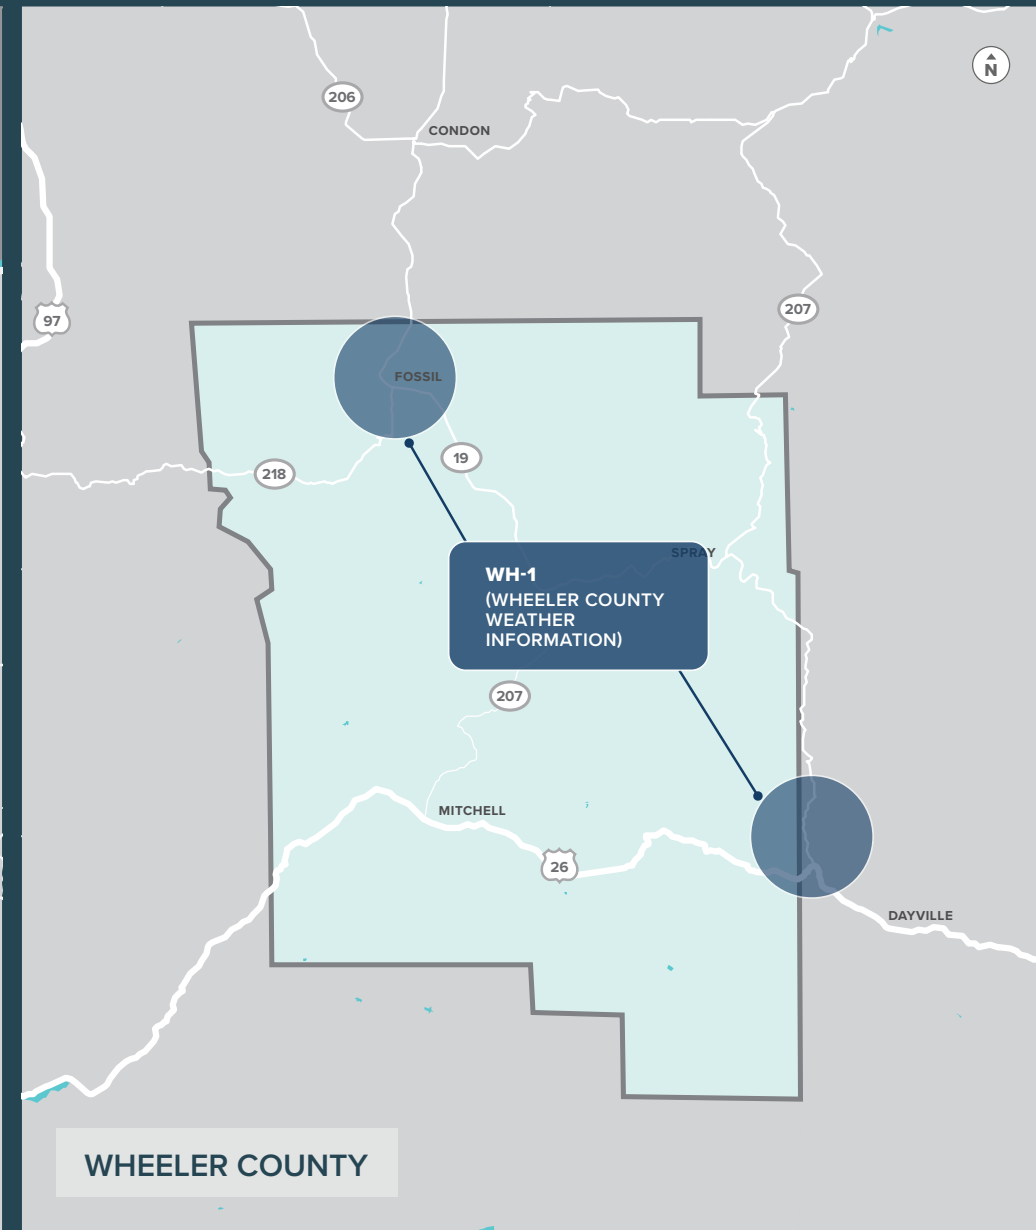 N
206
CONDON
97
207
FOSSIL
19
218
SPRAY
WH-1
(WHEELER COUNTY
WEATHER
INFORMATION)
207
MITCHELL
26
DAYVILLE
WHEELER COUNTY